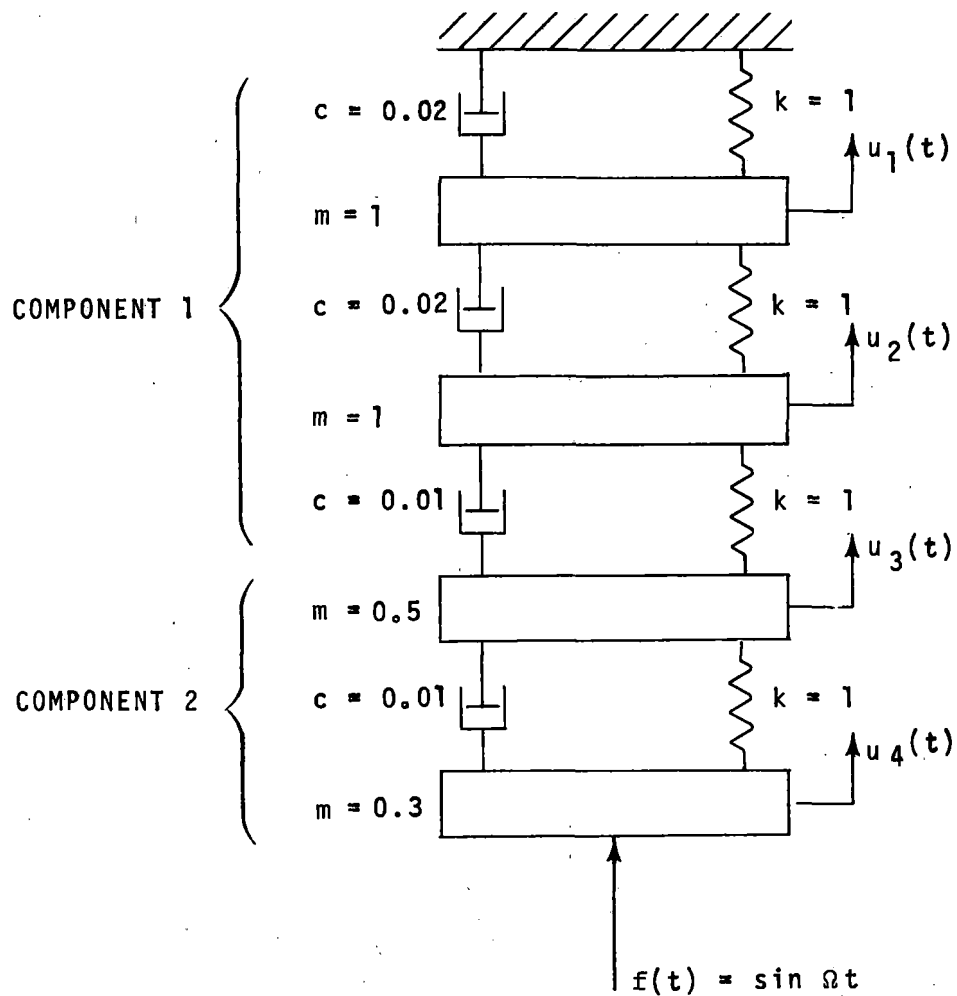 c = 0.02
k = 1
u1(t)
m = 1
COMPONENT 1
c = 0.02
k = 1
u2(t)
m = 1
c = 0.01
k = 1
u3(t)
m = 0.5
COMPONENT 2
c = 0.01
k = 1
u4(t)
m = 0.3
f(t) = sin Ωt